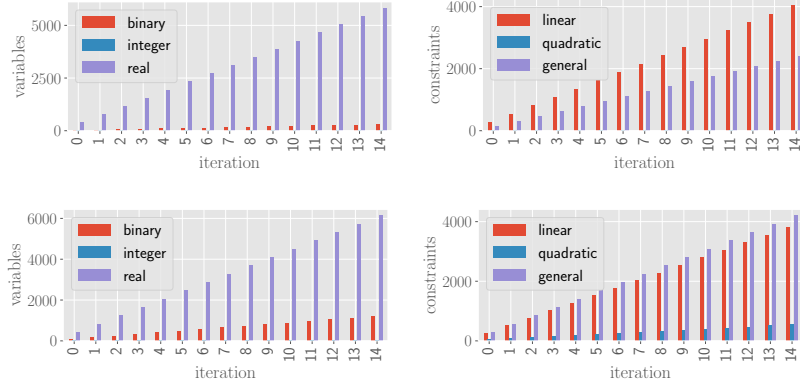 variables
5000
2500
0
binary
integer
real
0 1 2 3 4 5 6 7 8 9 10 11 12 13 14
iteration
constraints
4000
2000
0
linear
quadratic
general
0 1 2 3 4 5 6 7 8 9 10 11 12 13 14
iteration
variables
6000
4000
2000
0
binary
integer
real
0 1 2 3 4 5 6 7 8 9 10 11 12 13 14
iteration
constraints
4000
2000
0
linear
quadratic
general
0 1 2 3 4 5 6 7 8 9 10 11 12 13 14
iteration